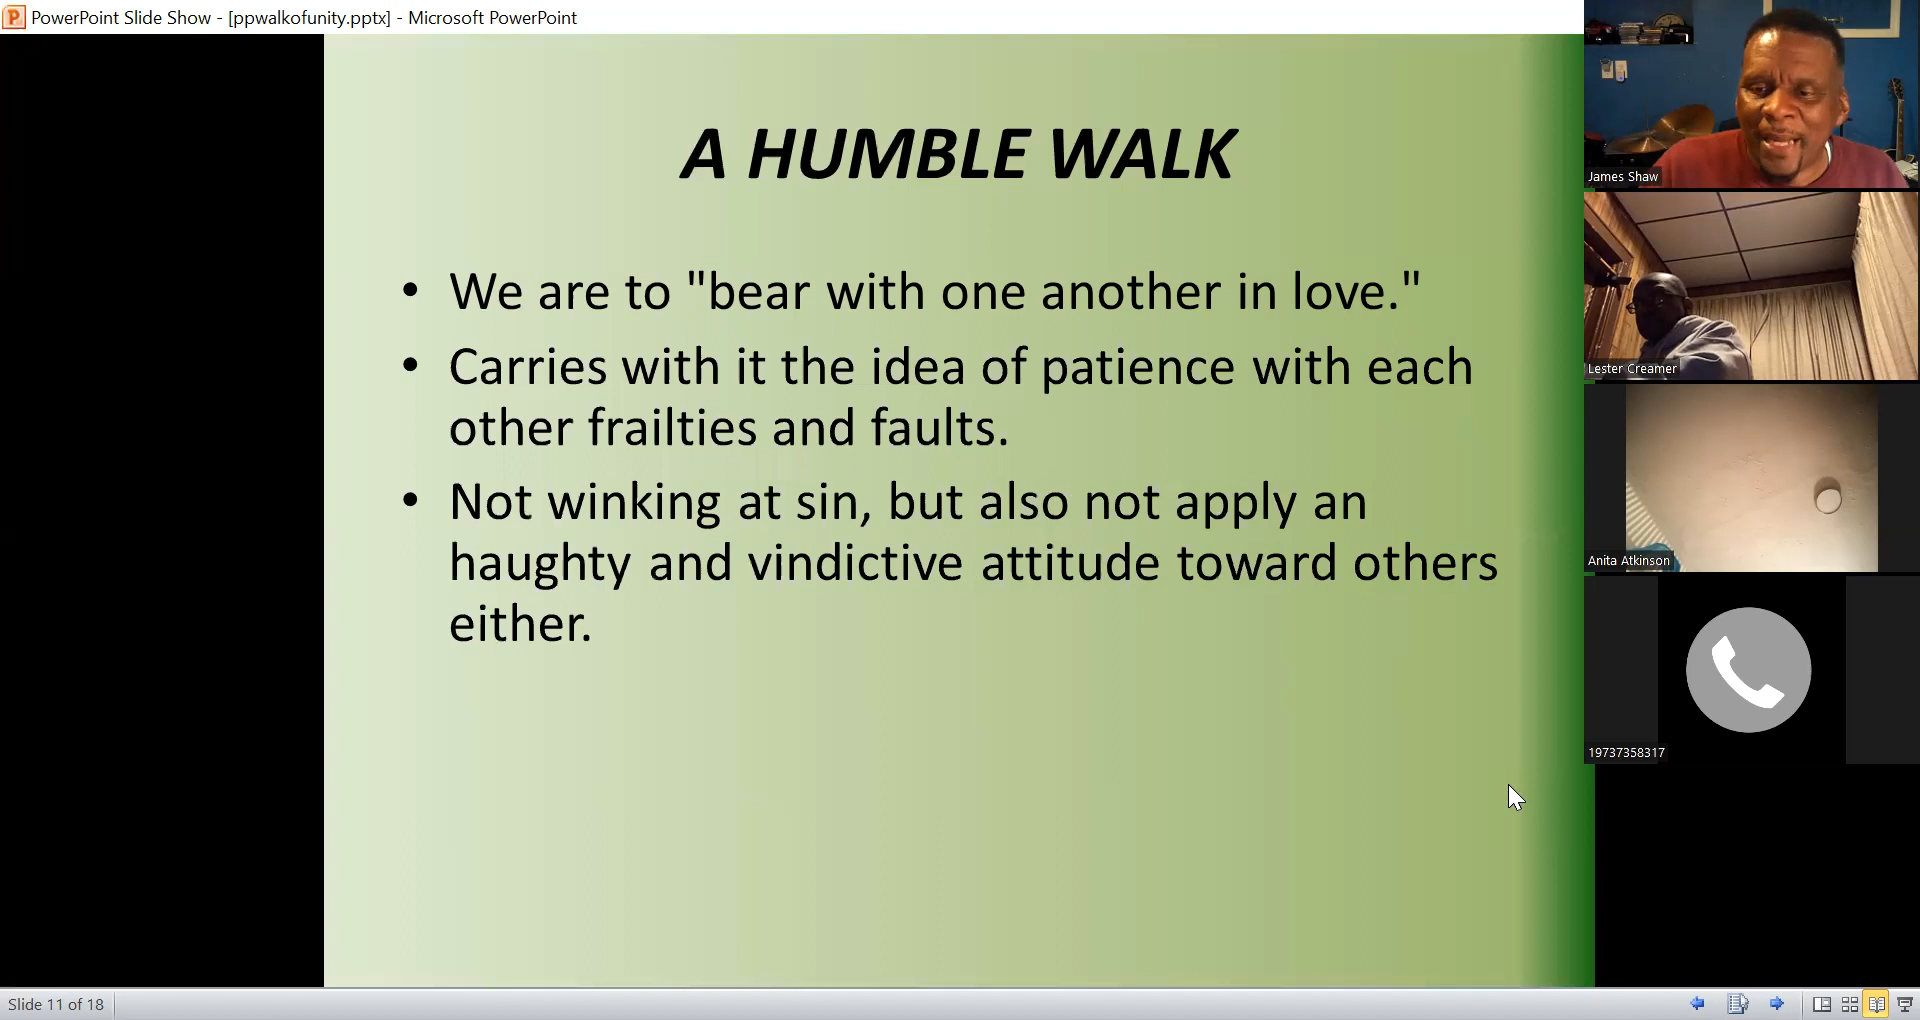 PowerPoint Slide Show - [ppwalkofunity.pptx] - Microsoft PowerPoint
A HUMBLE WALK
• We are to "bear with one another in love."
• Carries with it the idea of patience with each
other frailties and faults.
• Not winking at sin, but also not apply an
haughty and vindictive attitude toward others
either.
James Shaw
Lester Creamer
Anita Atkinson
19737358317
Slide 11 of 18